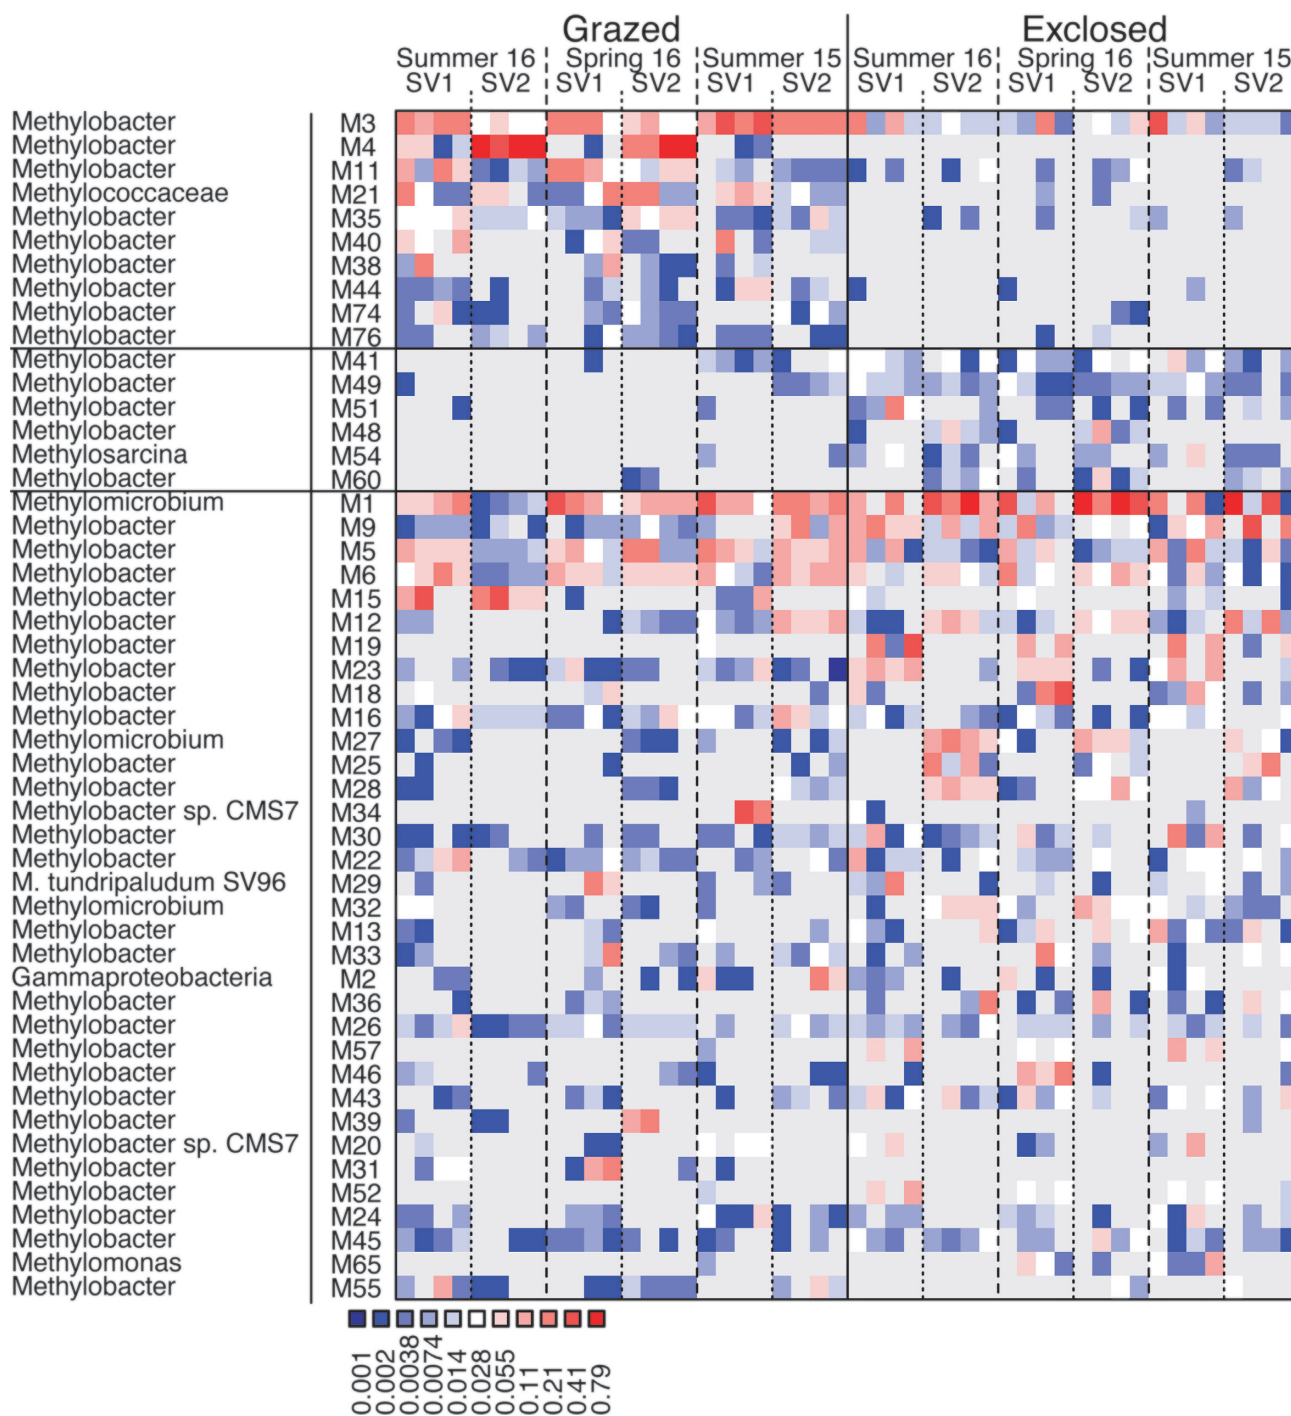 Grazed Exclosed
Summer 16 Spring 16 Summer 15 Summer 16 Spring 16 Summer 15
SV1 SV2 SV1 SV2 SV1 SV2 SV1 SV2 SV1 SV2 SV1 SV2
Methylobacter M3
Methylobacter M4
Methylobacter M11
Methylococcaceae M21
Methylobacter M35
Methylobacter M40
Methylobacter M38
Methylobacter M44
Methylobacter M74
Methylobacter M76
Methylobacter M41
Methylobacter M49
Methylobacter M51
Methylobacter M48
Methylosarcina M54
Methylobacter M60
Methylomicrobium M1
Methylobacter M9
Methylobacter M5
Methylobacter M6
Methylobacter M15
Methylobacter M12
Methylobacter M19
Methylobacter M23
Methylobacter M18
Methylobacter M16
Methylomicrobium M27
Methylobacter M25
Methylobacter M28
Methylobacter sp. CMS7 M34
Methylobacter M30
Methylobacter M22
M. tundripaludum SV96 M29
Methylomicrobium M32
Methylobacter M13
Methylobacter M33
Gammaproteobacteria M2
Methylobacter M36
Methylobacter M26
Methylobacter M57
Methylobacter M46
Methylobacter M43
Methylobacter M39
Methylobacter sp. CMS7 M20
Methylobacter M31
Methylobacter M52
Methylobacter M24
Methylobacter M45
Methylomonas M65
Methylobacter M55
0.001
0.002
0.0038
0.0074
0.014
0.028
0.055
0.11
0.21
0.41
0.79